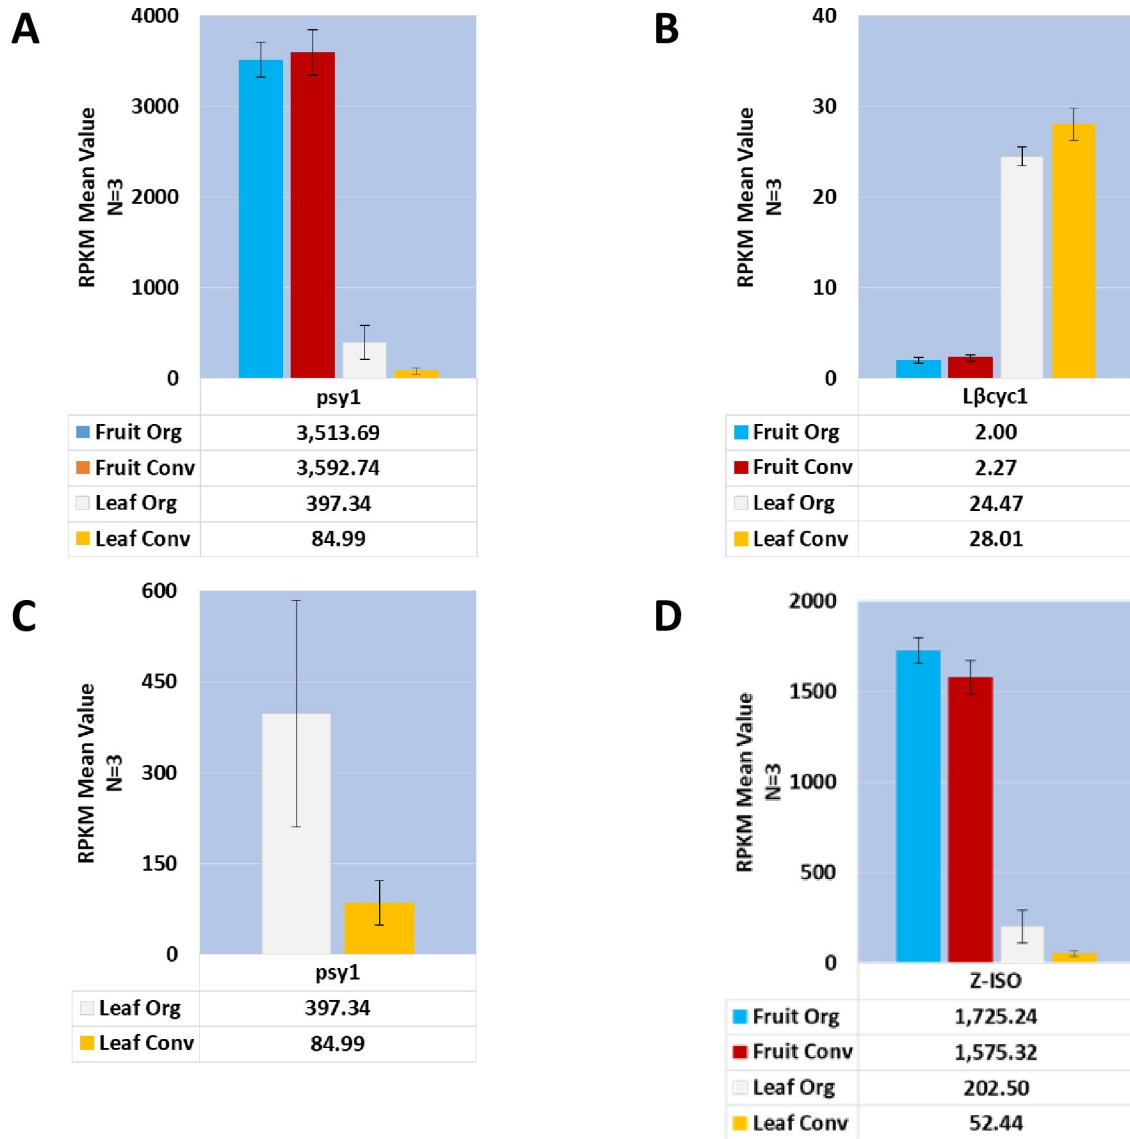 A
4000
3000
2000
1000
0
RPKM Mean Value
N=3
psy1
Fruit Org 3,513.69
Fruit Conv 3,592.74
Leaf Org 397.34
Leaf Conv 84.99
B
40
30
20
10
0
RPKM Mean Value
N=3
Lβcyc1
Fruit Org 2.00
Fruit Conv 2.27
Leaf Org 24.47
Leaf Conv 28.01
C
600
450
300
150
0
RPKM Mean Value
N=3
psy1
Leaf Org 397.34
Leaf Conv 84.99
D
2000
1500
1000
500
0
RPKM Mean Value
N=3
Z-ISO
Fruit Org 1,725.24
Fruit Conv 1,575.32
Leaf Org 202.50
Leaf Conv 52.44